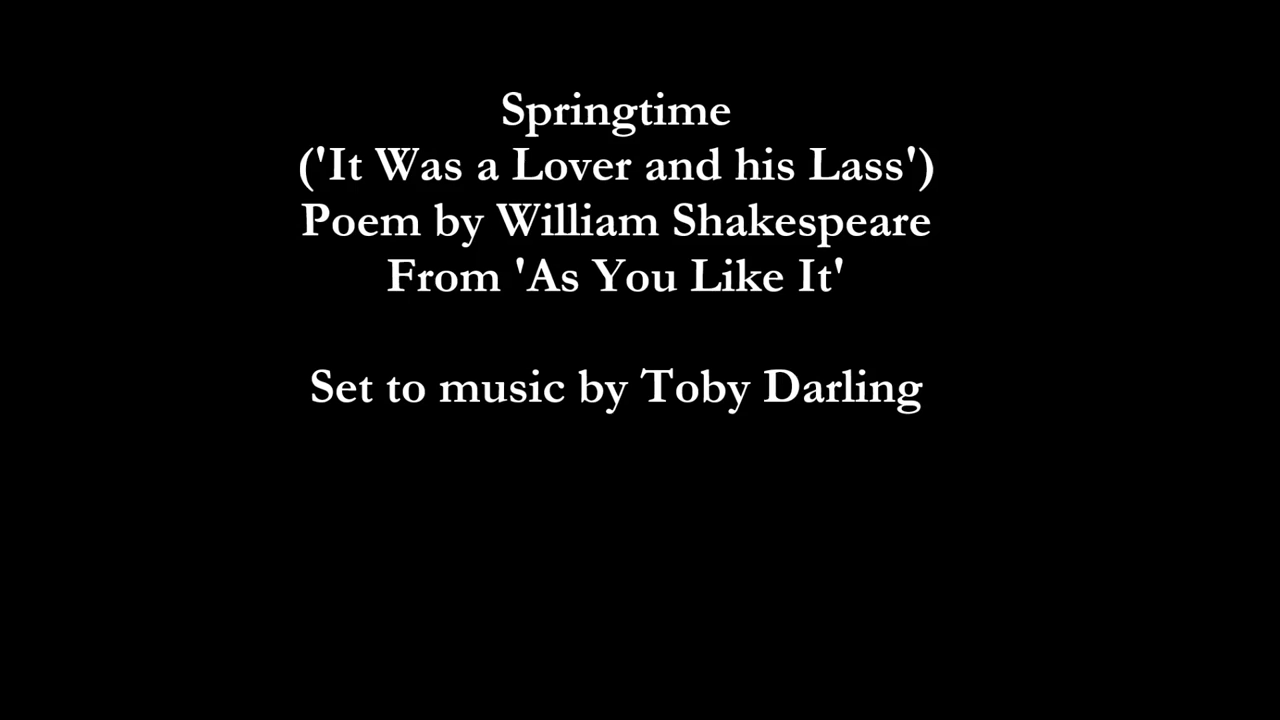 Springtime
('It Was a Lover and his Lass')
Poem by William Shakespeare
From 'As You Like It'
Set to music by Toby Darling